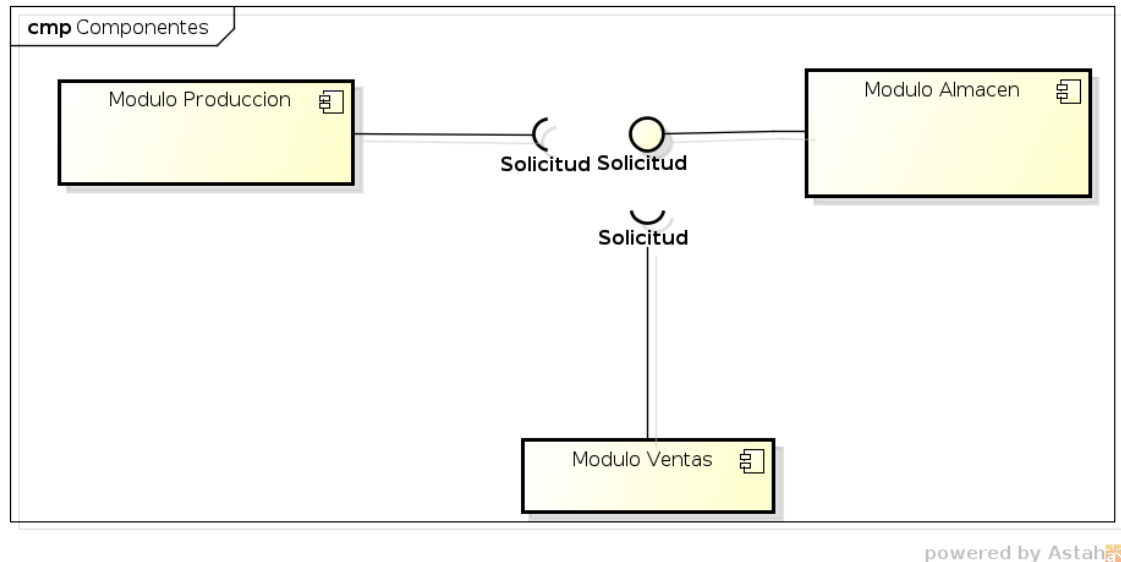 cmp Componentes
Modulo Produccion
Modulo Almacen
Solicitud
Solicitud
Solicitud
Modulo Ventas
powered by Astah